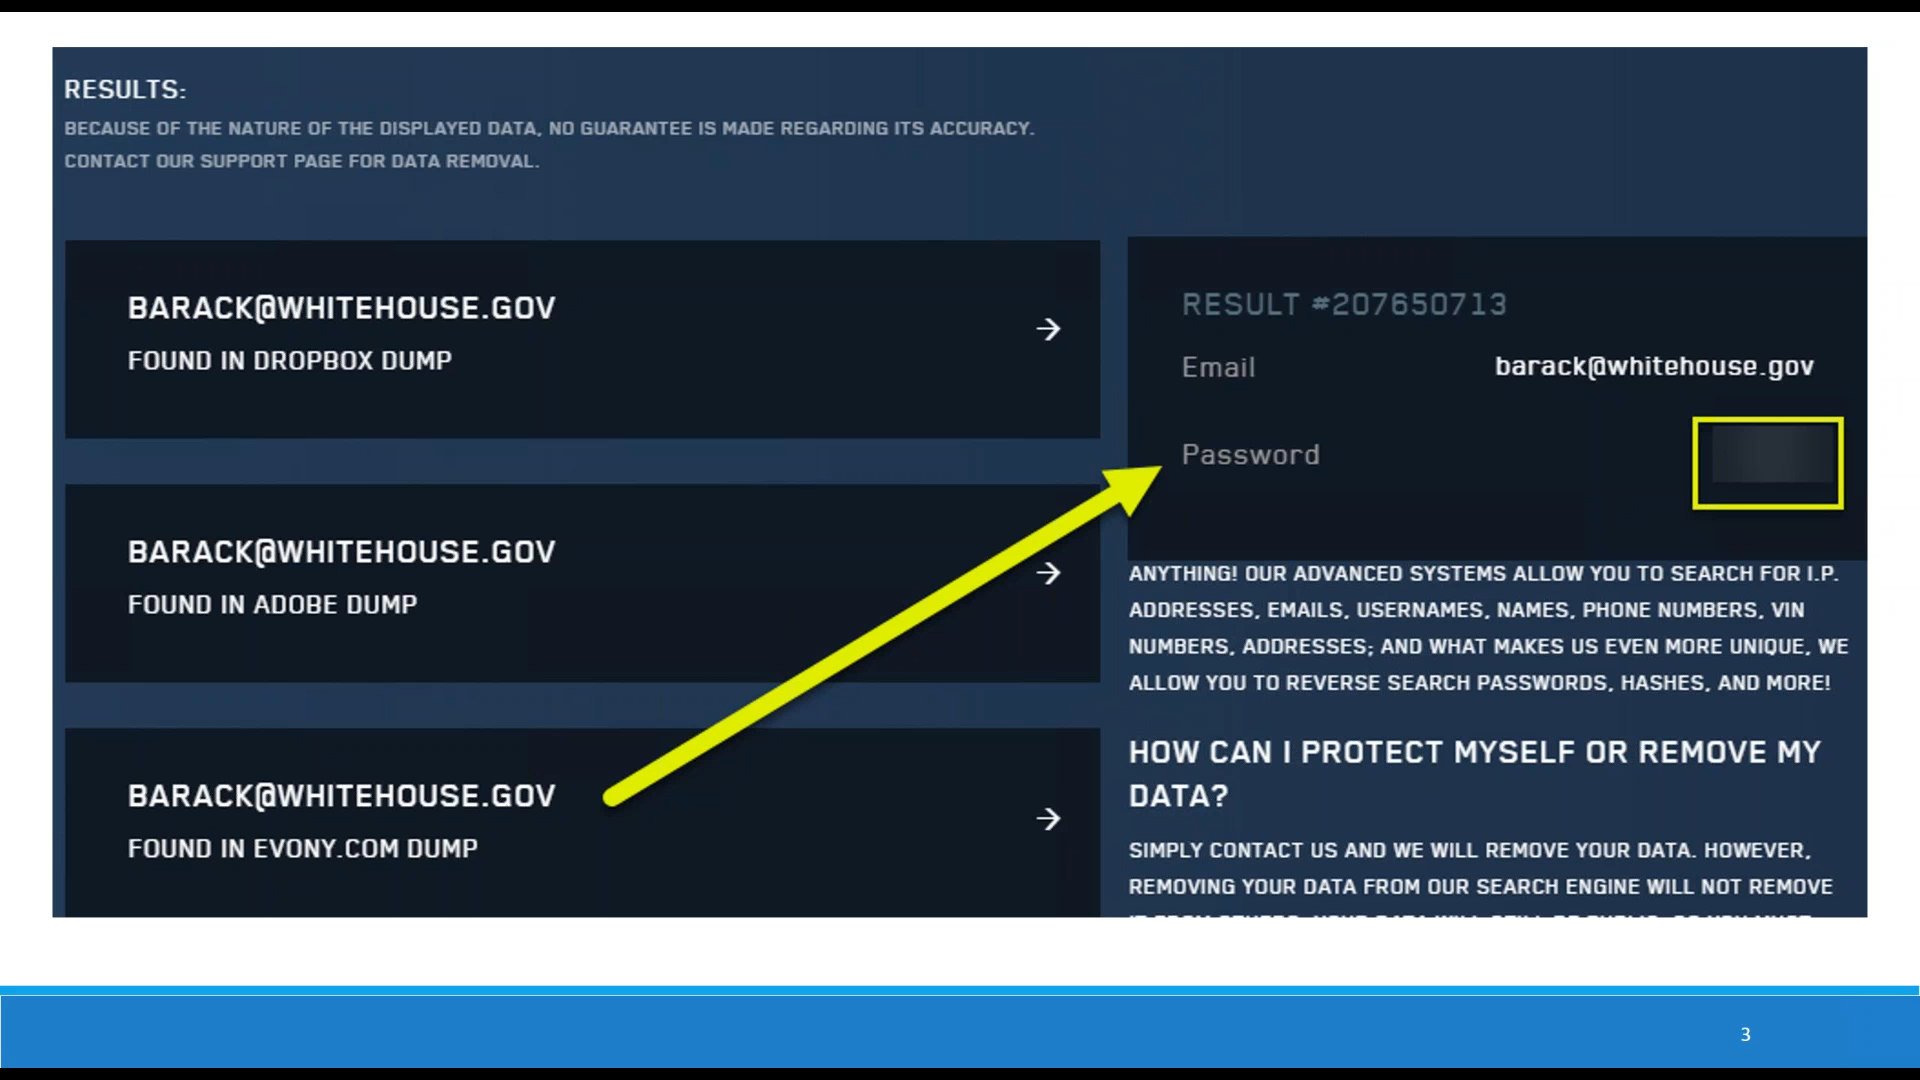 RESULTS:
BECAUSE OF THE NATURE OF THE DISPLAYED DATA, NO GUARANTEE IS MADE REGARDING ITS ACCURACY.
CONTACT OUR SUPPORT PAGE FOR DATA REMOVAL.
BARACK@WHITEHOUSE.GOV
FOUND IN DROPBOX DUMP
BARACK@WHITEHOUSE.GOV
FOUND IN ADOBE DUMP
BARACK@WHITEHOUSE.GOV
FOUND IN EVONY.COM DUMP
RESULT #207650713
Email barack@whitehouse.gov
Password
ANYTHING! OUR ADVANCED SYSTEMS ALLOW YOU TO SEARCH FOR I.P.
ADDRESSES, EMAILS, USERNAMES, NAMES, PHONE NUMBERS, VIN
NUMBERS, ADDRESSES; AND WHAT MAKES US EVEN MORE UNIQUE, WE
ALLOW YOU TO REVERSE SEARCH PASSWORDS, HASHES, AND MORE!
HOW CAN I PROTECT MYSELF OR REMOVE MY
DATA?
SIMPLY CONTACT US AND WE WILL REMOVE YOUR DATA. HOWEVER,
REMOVING YOUR DATA FROM OUR SEARCH ENGINE WILL NOT REMOVE
3